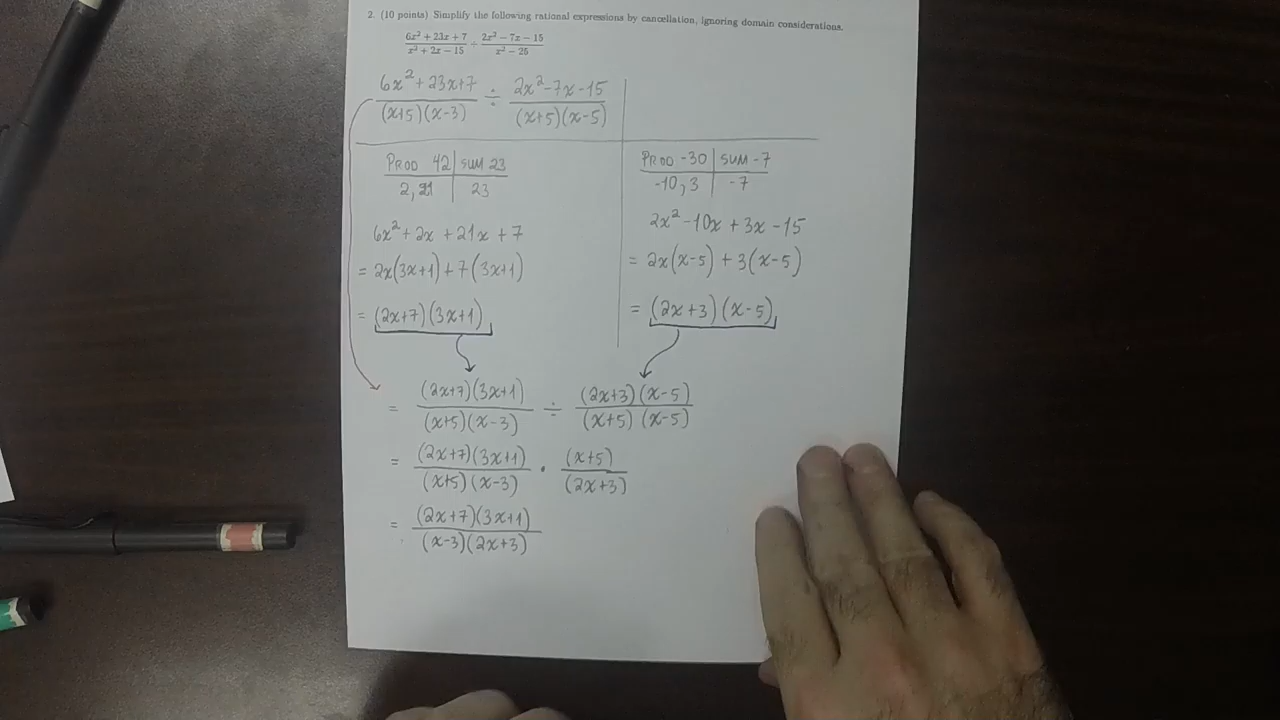 2. (10 points) Simplify the following rational expressions by cancellation, ignoring domain considerations.
(6x² + 23x + 7)/(x² + 2x − 15) ÷ (2x² − 7x − 15)/(x² − 25)
(6x² + 23x + 7)/((x+5)(x−3)) ÷ (2x² − 7x − 15)/((x+5)(x−5))
PROD 42 | SUM 23
2, 21 | 23
6x² + 2x + 21x + 7
= 2x(3x+1) + 7(3x+1)
= (2x+7)(3x+1)
PROD -30 | SUM -7
-10, 3 | -7
2x² − 10x + 3x − 15
= 2x(x−5) + 3(x−5)
= (2x+3)(x−5)
= ((2x+7)(3x+1))/((x+5)(x−3)) ÷ ((2x+3)(x−5))/((x+5)(x−5))
= ((2x+7)(3x+1))/((x+5)(x−3)) · (x+5)/(2x+3)
= ((2x+7)(3x+1))/((x−3)(2x+3))